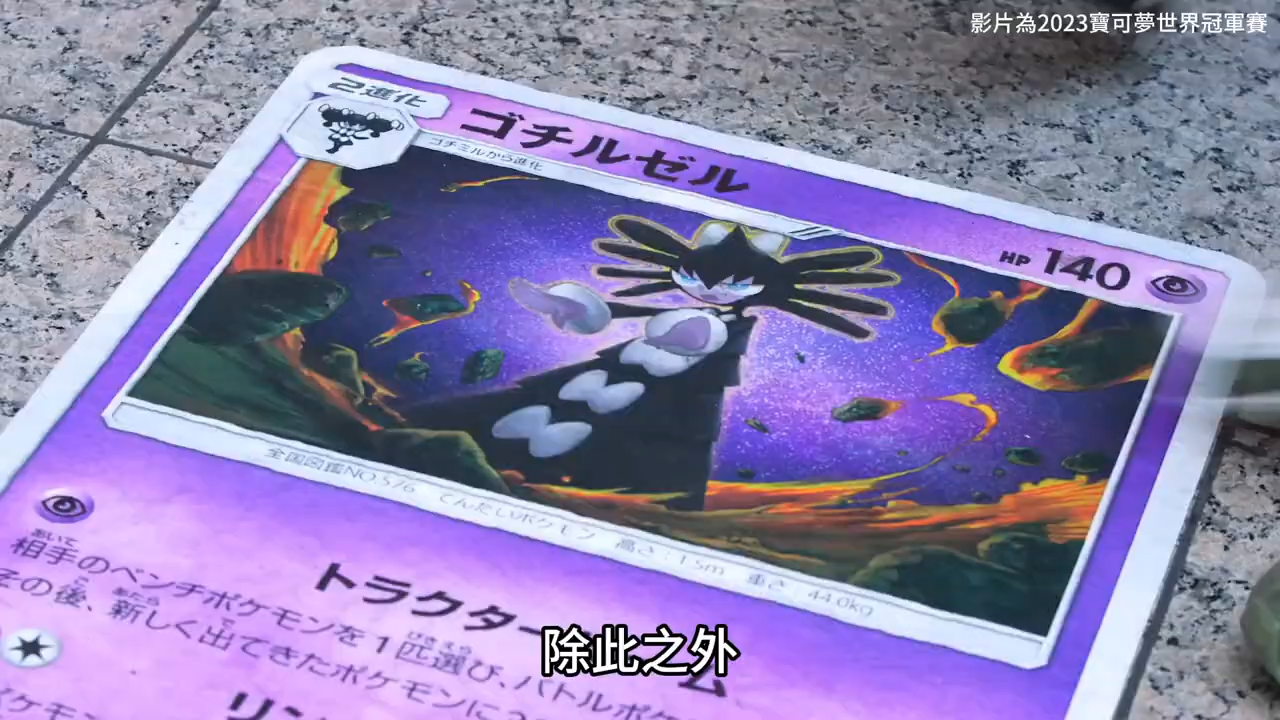 影片為2023寶可夢世界冠軍賽
2進化
ゴチルゼル
ゴチミルから進化
HP 140
全国図鑑NO.576 てんたいポケモン 高さ:1.5m 重さ:44.0kg
トラクター
ム
あいて
相手のベンチポケモンを1匹選び、バトルポケ
その後、新しく出てきたポケモンに
リン
除此之外